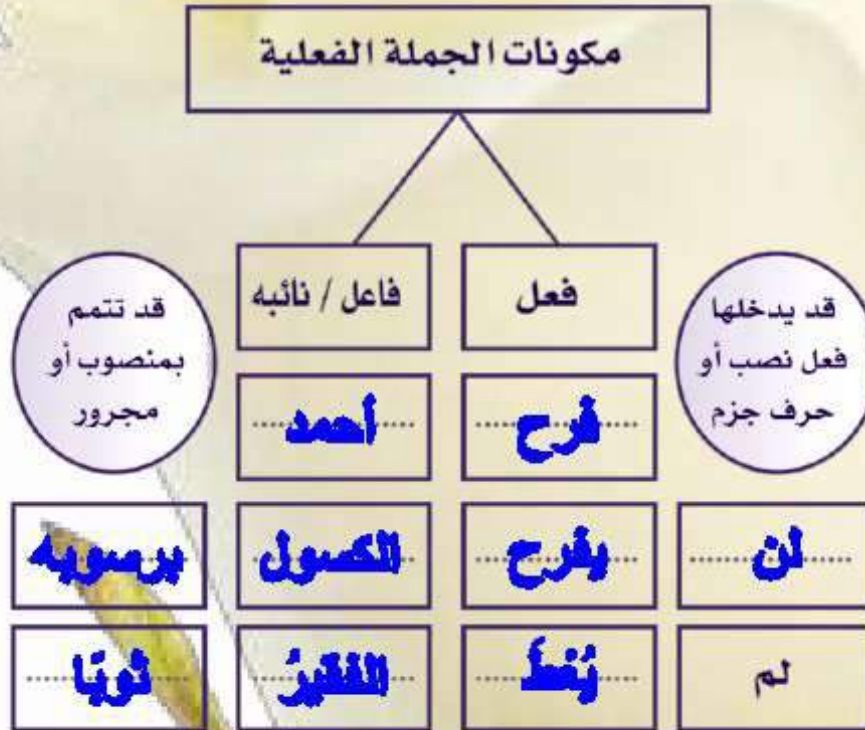 مكونات الجملة الفعلية
قد يدخلها
فعل نصب أو
حرف جزم
فعل
فاعل / نائبه
قد تتمم
بمنصوب أو
مجرور
فرح
أحمد
لن
يفرح
الكسول
برسوبه
لم
يُعْطَ
الفقيرُ
ثوبًا